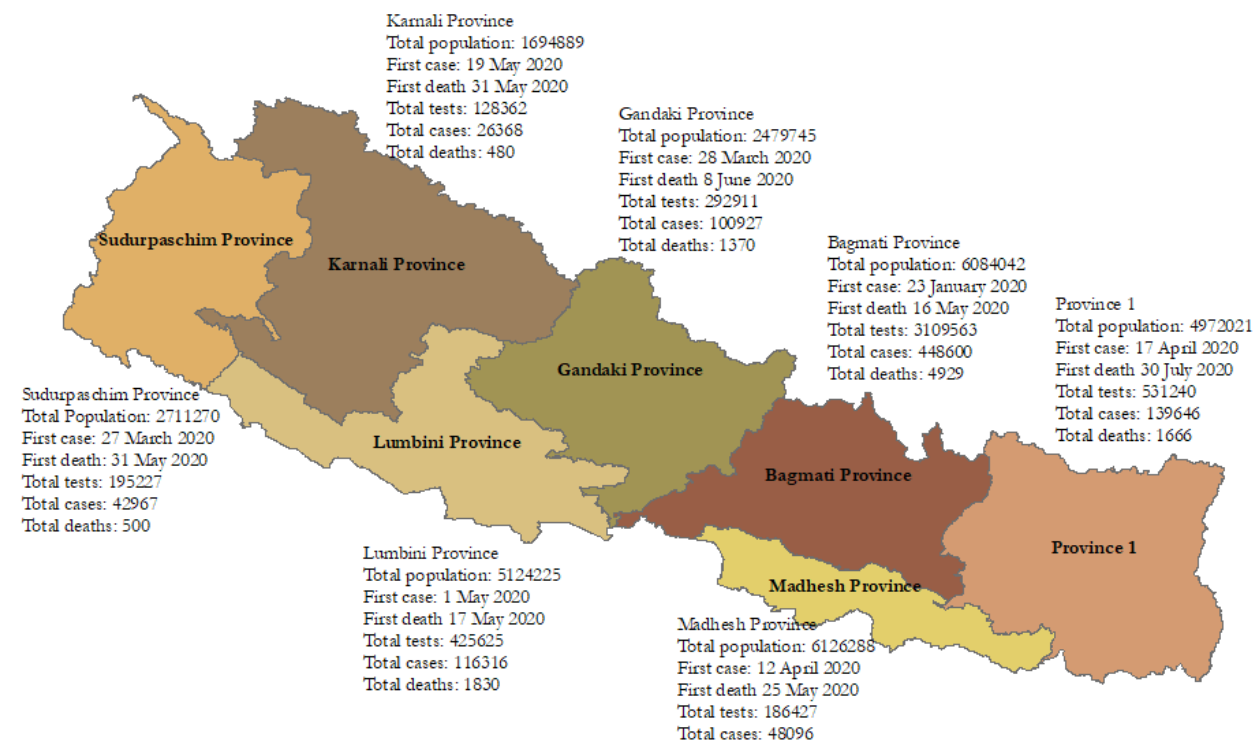 Karnali Province
Total population: 1694889
First case: 19 May 2020
First death 31 May 2020
Total tests: 128362
Total cases: 26368
Total deaths: 480
Gandaki Province
Total population: 2479745
First case: 28 March 2020
First death 8 June 2020
Total tests: 292911
Total cases: 100927
Total deaths: 1370
Bagmati Province
Total population: 6084042
First case: 23 January 2020
First death 16 May 2020
Total tests: 3109563
Total cases: 448600
Total deaths: 4929
Province 1
Total population: 4972021
First case: 17 April 2020
First death 30 July 2020
Total tests: 531240
Total cases: 139646
Total deaths: 1666
Sudurpaschim Province
Karnali Province
Gandaki Province
Lumbini Province
Bagmati Province
Province 1
Madhesh Province
Sudurpaschim Province
Total Population: 2711270
First case: 27 March 2020
First death: 31 May 2020
Total tests: 195227
Total cases: 42967
Total deaths: 500
Lumbini Province
Total population: 5124225
First case: 1 May 2020
First death 17 May 2020
Total tests: 425625
Total cases: 116316
Total deaths: 1830
Madhesh Province
Total population: 6126288
First case: 12 April 2020
First death 25 May 2020
Total tests: 186427
Total cases: 48096